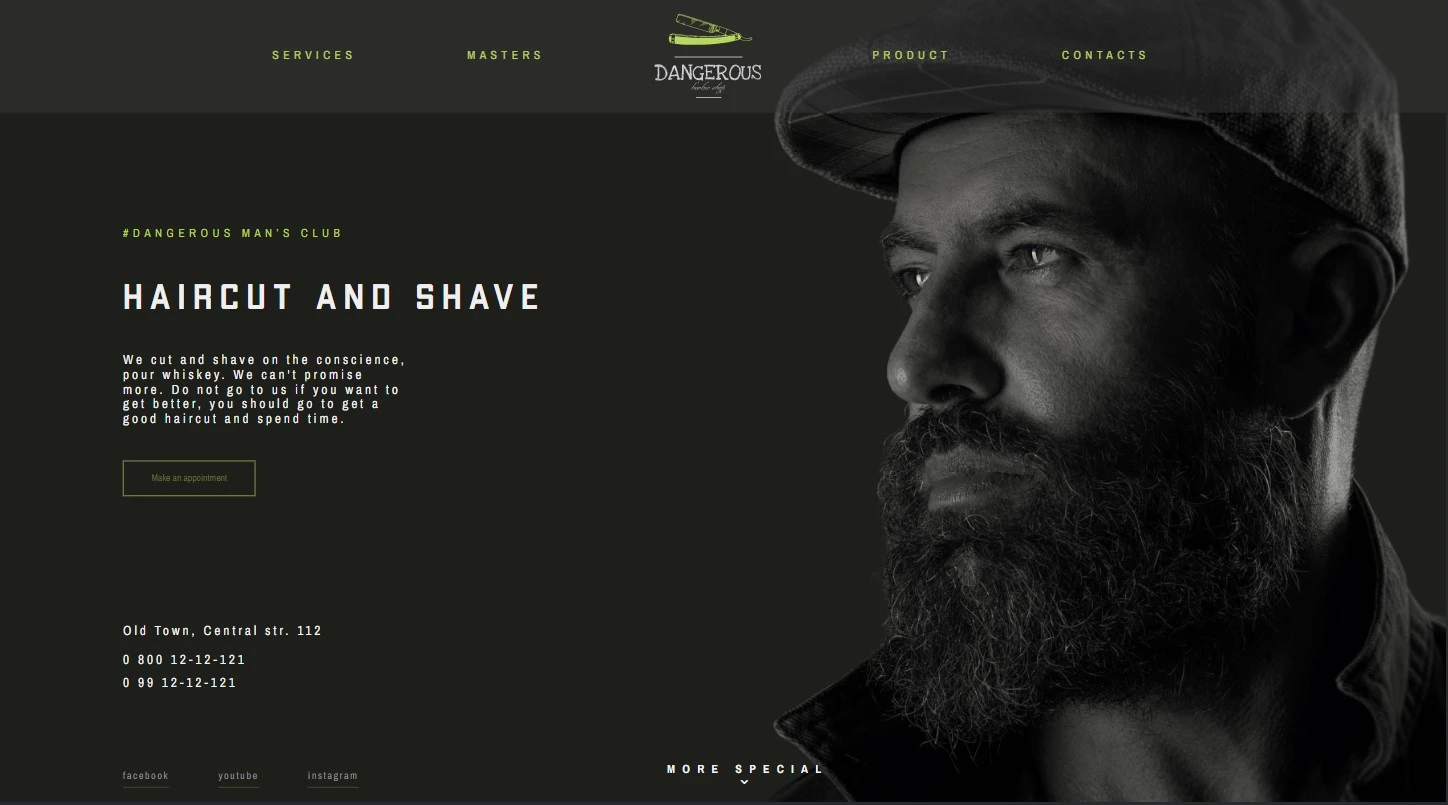 SERVICES
MASTERS
DANGEROUS
barber shop
PRODUCT
CONTACTS
#DANGEROUS MAN'S CLUB
HAIRCUT AND SHAVE
We cut and shave on the conscience,
pour whiskey. We can't promise
more. Do not go to us if you want to
get better, you should go to get a
good haircut and spend time.
Make an appointment
Old Town, Central str. 112
0 800 12-12-121
0 99 12-12-121
facebook
youtube
instagram
MORE SPECIAL